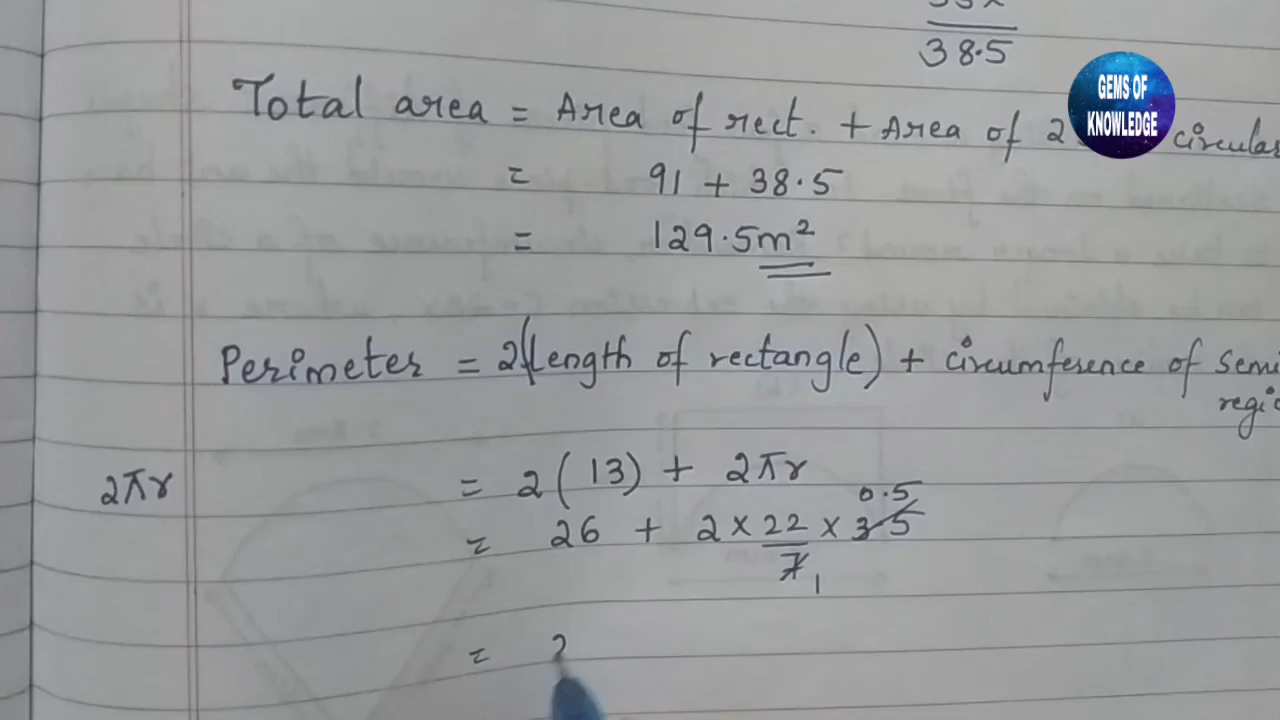 38.5
Total area = Area of rect. + Area of 2 circular
= 91 + 38.5
= 129.5m²
Perimeter = 2(Length of rectangle) + circumference of semi
regio
= 2(13) + 2πr
2πr
0.5
= 26 + 2 × 22/7 × 3.5
1
= 2
GEMS OF
KNOWLEDGE